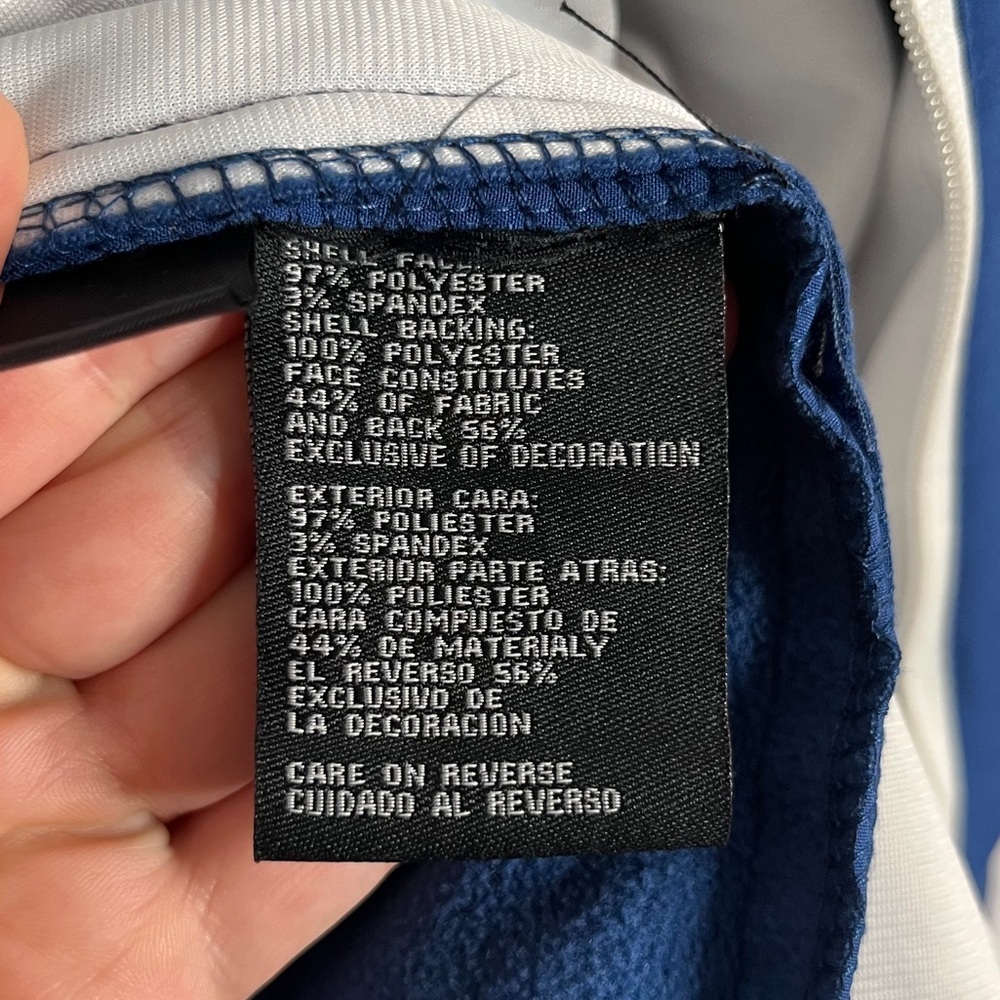 SHELL FACE:
97% POLYESTER
3% SPANDEX
SHELL BACKING:
100% POLYESTER
FACE CONSTITUTES
44% OF FABRIC
AND BACK 56%
EXCLUSIVE OF DECORATION
EXTERIOR CARA:
97% POLIESTER
3% SPANDEX
EXTERIOR PARTE ATRAS:
100% POLIESTER
CARA COMPUESTO DE
44% DE MATERIALY
EL REVERSO 56%
EXCLUSIVO DE
LA DECORACION
CARE ON REVERSE
CUIDADO AL REVERSO